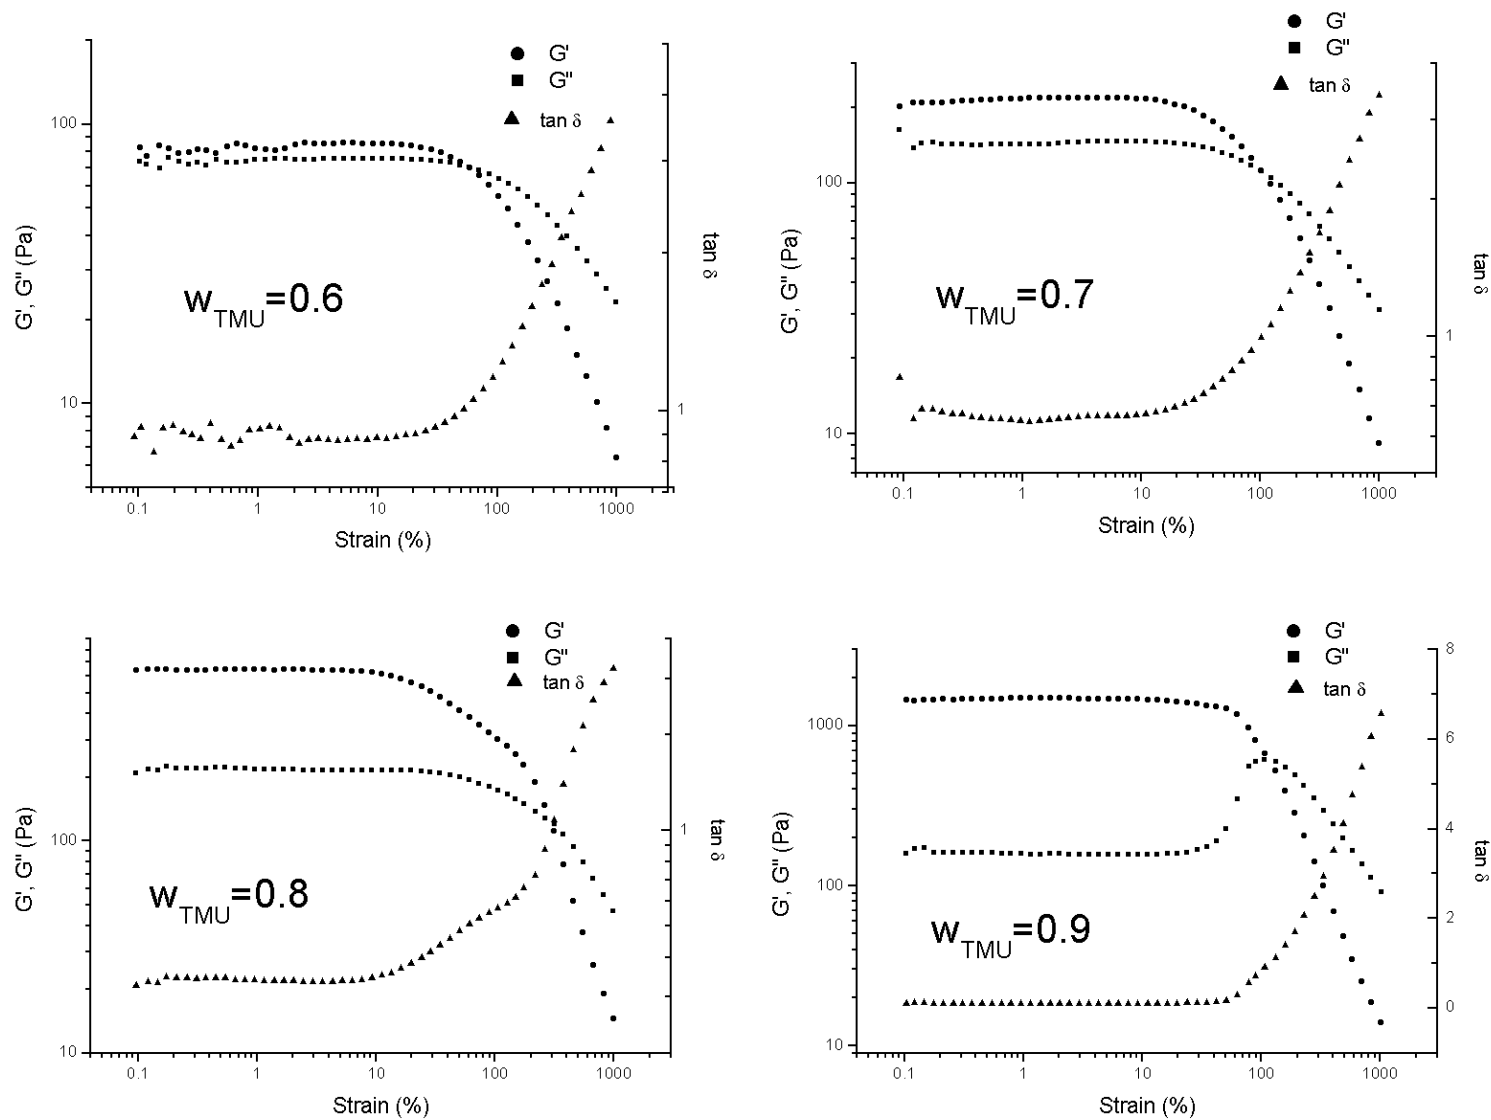 G'
G"
tan δ
100
10
G', G" (Pa)
w_TMU=0.6
tan δ
1
0.1 1 10 100 1000
Strain (%)
G'
G"
tan δ
100
10
G', G" (Pa)
w_TMU=0.7
tan δ
1
0.1 1 10 100 1000
Strain (%)
G'
G"
tan δ
100
10
G', G" (Pa)
w_TMU=0.8
tan δ
1
0.1 1 10 100 1000
Strain (%)
G'
G"
tan δ
1000
100
10
G', G" (Pa)
w_TMU=0.9
8
6
4
2
0
tan δ
0.1 1 10 100 1000
Strain (%)